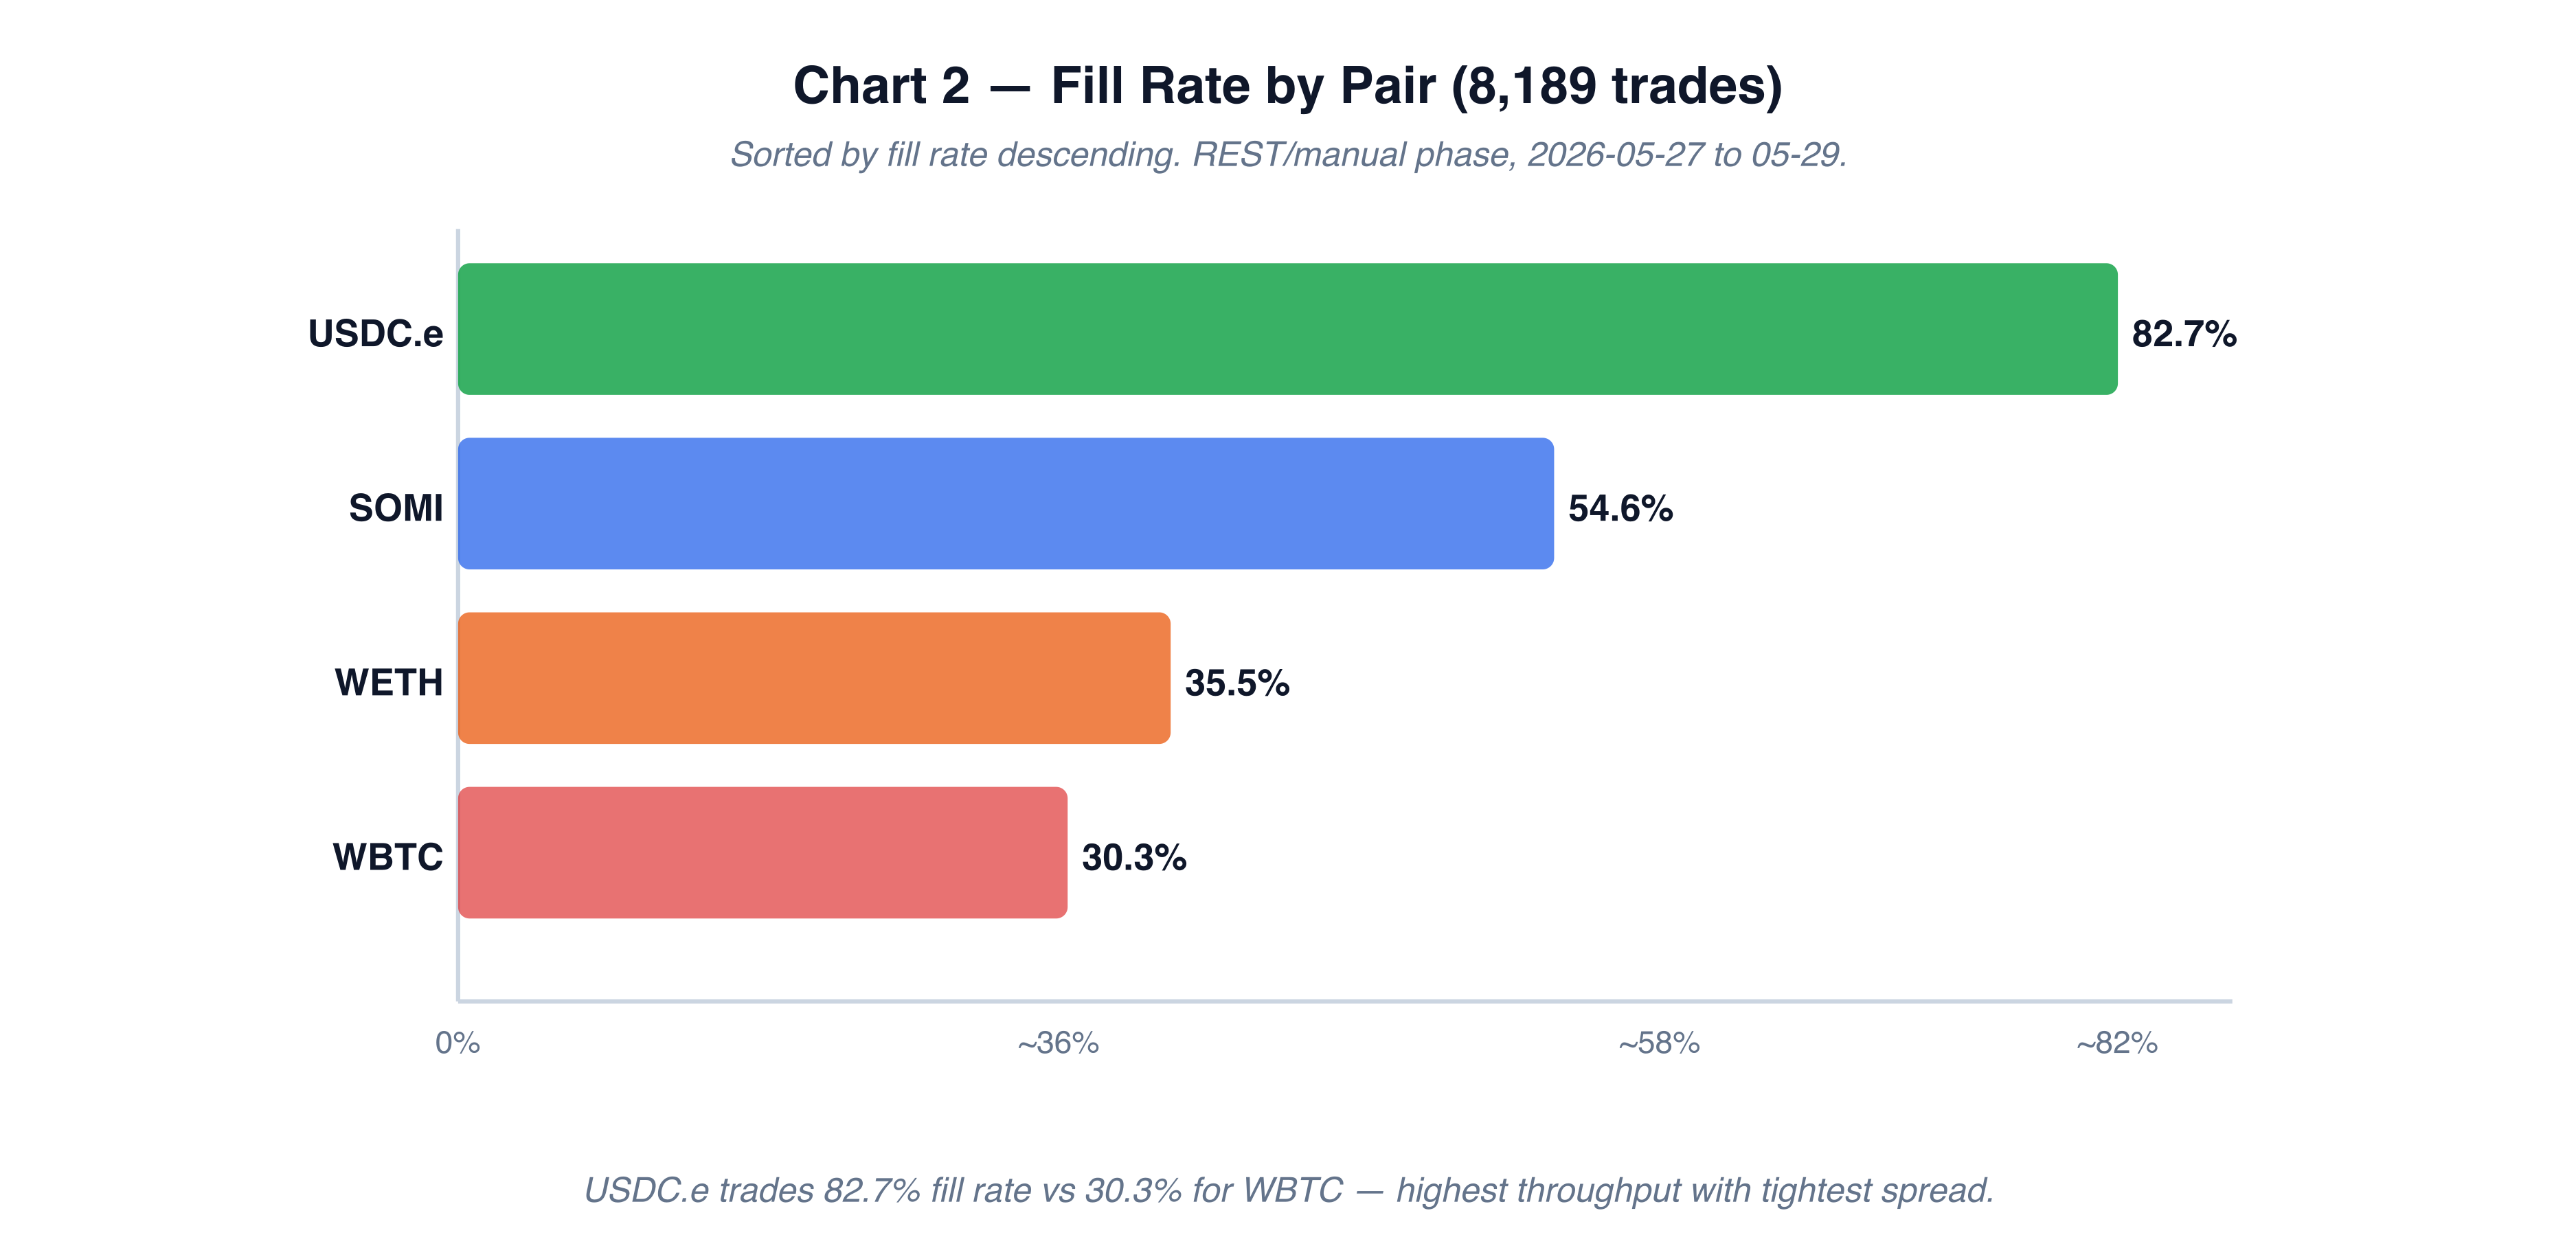 Chart 2 — Fill Rate by Pair (8,189 trades)
Sorted by fill rate descending. REST/manual phase, 2026-05-27 to 05-29.
USDC.e 82.7%
SOMI 54.6%
WETH 35.5%
WBTC 30.3%
0% ~36% ~58% ~82%
USDC.e trades 82.7% fill rate vs 30.3% for WBTC — highest throughput with tightest spread.